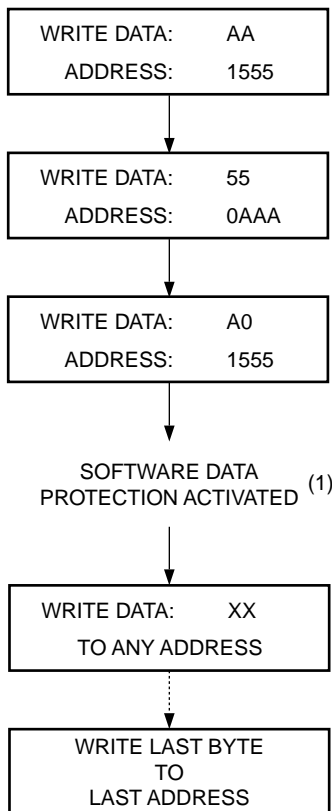 WRITE DATA: AA
ADDRESS: 1555
WRITE DATA: 55
ADDRESS: 0AAA
WRITE DATA: A0
ADDRESS: 1555
SOFTWARE DATA
PROTECTION ACTIVATED (1)
WRITE DATA: XX
TO ANY ADDRESS
WRITE LAST BYTE
TO
LAST ADDRESS